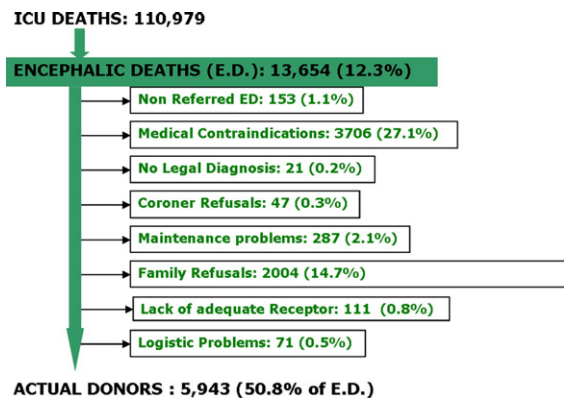 ICU DEATHS: 110,979
ENCEPHALIC DEATHS (E.D.): 13,654 (12.3%)
Non Referred ED: 153 (1.1%)
Medical Contraindications: 3706 (27.1%)
No Legal Diagnosis: 21 (0.2%)
Coroner Refusals: 47 (0.3%)
Maintenance problems: 287 (2.1%)
Family Refusals: 2004 (14.7%)
Lack of adequate Receptor: 111 (0.8%)
Logistic Problems: 71 (0.5%)
ACTUAL DONORS : 5,943 (50.8% of E.D.)